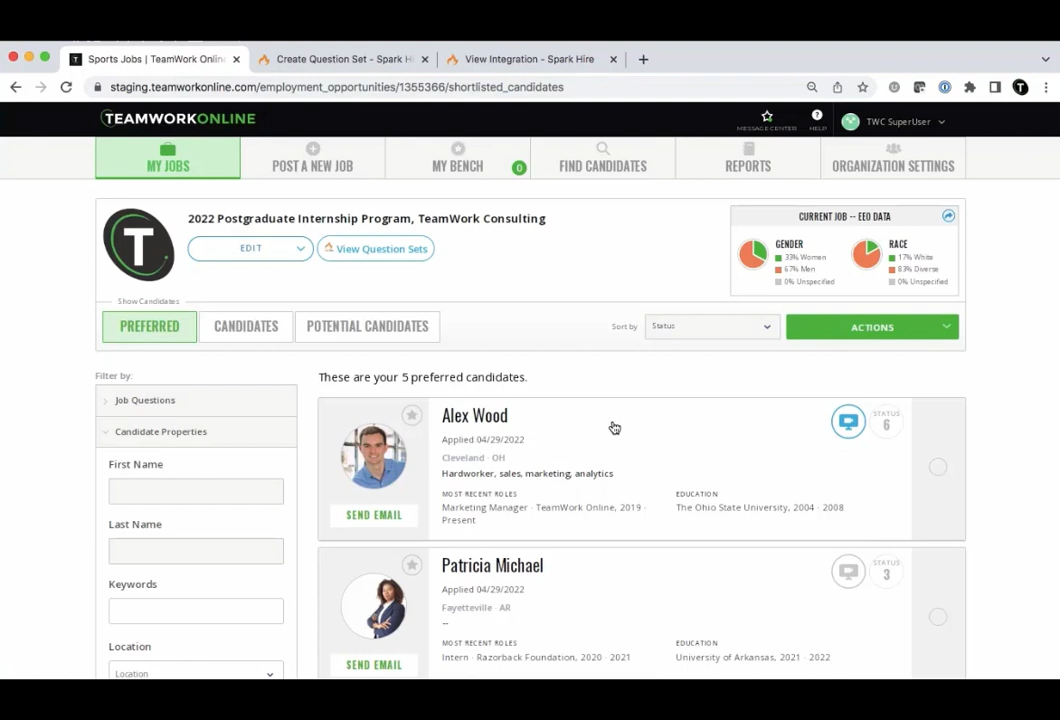 Sports Jobs | TeamWork Onlin
Create Question Set - Spark Hi
View Integration - Spark Hire
staging.teamworkonline.com/employment_opportunities/1355366/shortlisted_candidates
T
TEAMWORKONLINE
MESSAGE CENTER
HELP
TWC SuperUser
MY JOBS
POST A NEW JOB
MY BENCH
0
FIND CANDIDATES
REPORTS
ORGANIZATION SETTINGS
T
2022 Postgraduate Internship Program, TeamWork Consulting
EDIT
View Question Sets
CURRENT JOB -- EEO DATA
GENDER
33% Women
67% Men
0% Unspecified
RACE
17% White
83% Diverse
0% Unspecified
Show Candidates
PREFERRED
CANDIDATES
POTENTIAL CANDIDATES
Sort by
Status
ACTIONS
Filter by:
Job Questions
Candidate Properties
First Name
Last Name
Keywords
Location
Location
These are your 5 preferred candidates.
Alex Wood
Applied 04/29/2022
Cleveland · OH
Hardworker, sales, marketing, analytics
MOST RECENT ROLES
Marketing Manager · TeamWork Online, 2019 ·
Present
EDUCATION
The Ohio State University, 2004 · 2008
STATUS
6
SEND EMAIL
Patricia Michael
Applied 04/29/2022
Fayetteville · AR
--
MOST RECENT ROLES
Intern · Razorback Foundation, 2020 · 2021
EDUCATION
University of Arkansas, 2021 · 2022
STATUS
3
SEND EMAIL